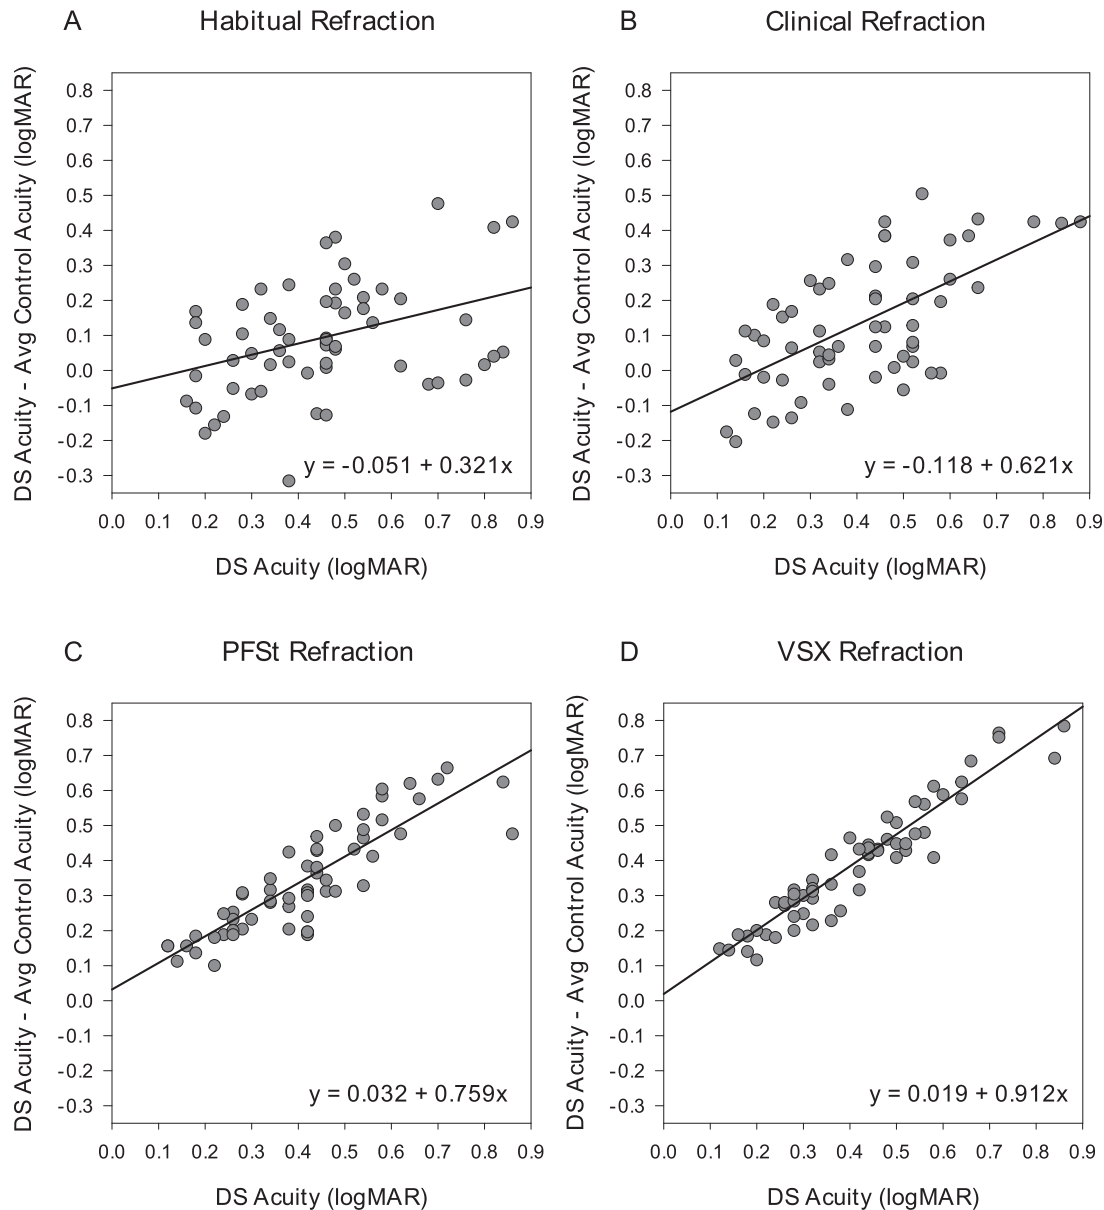 A Habitual Refraction
DS Acuity - Avg Control Acuity (logMAR)
0.8
0.7
0.6
0.5
0.4
0.3
0.2
0.1
0.0
-0.1
-0.2
-0.3
y = -0.051 + 0.321x
0.0 0.1 0.2 0.3 0.4 0.5 0.6 0.7 0.8 0.9
DS Acuity (logMAR)
B Clinical Refraction
DS Acuity - Avg Control Acuity (logMAR)
0.8
0.7
0.6
0.5
0.4
0.3
0.2
0.1
0.0
-0.1
-0.2
-0.3
y = -0.118 + 0.621x
0.0 0.1 0.2 0.3 0.4 0.5 0.6 0.7 0.8 0.9
DS Acuity (logMAR)
C PFSt Refraction
DS Acuity - Avg Control Acuity (logMAR)
0.8
0.7
0.6
0.5
0.4
0.3
0.2
0.1
0.0
-0.1
-0.2
-0.3
y = 0.032 + 0.759x
0.0 0.1 0.2 0.3 0.4 0.5 0.6 0.7 0.8 0.9
DS Acuity (logMAR)
D VSX Refraction
DS Acuity - Avg Control Acuity (logMAR)
0.8
0.7
0.6
0.5
0.4
0.3
0.2
0.1
0.0
-0.1
-0.2
-0.3
y = 0.019 + 0.912x
0.0 0.1 0.2 0.3 0.4 0.5 0.6 0.7 0.8 0.9
DS Acuity (logMAR)